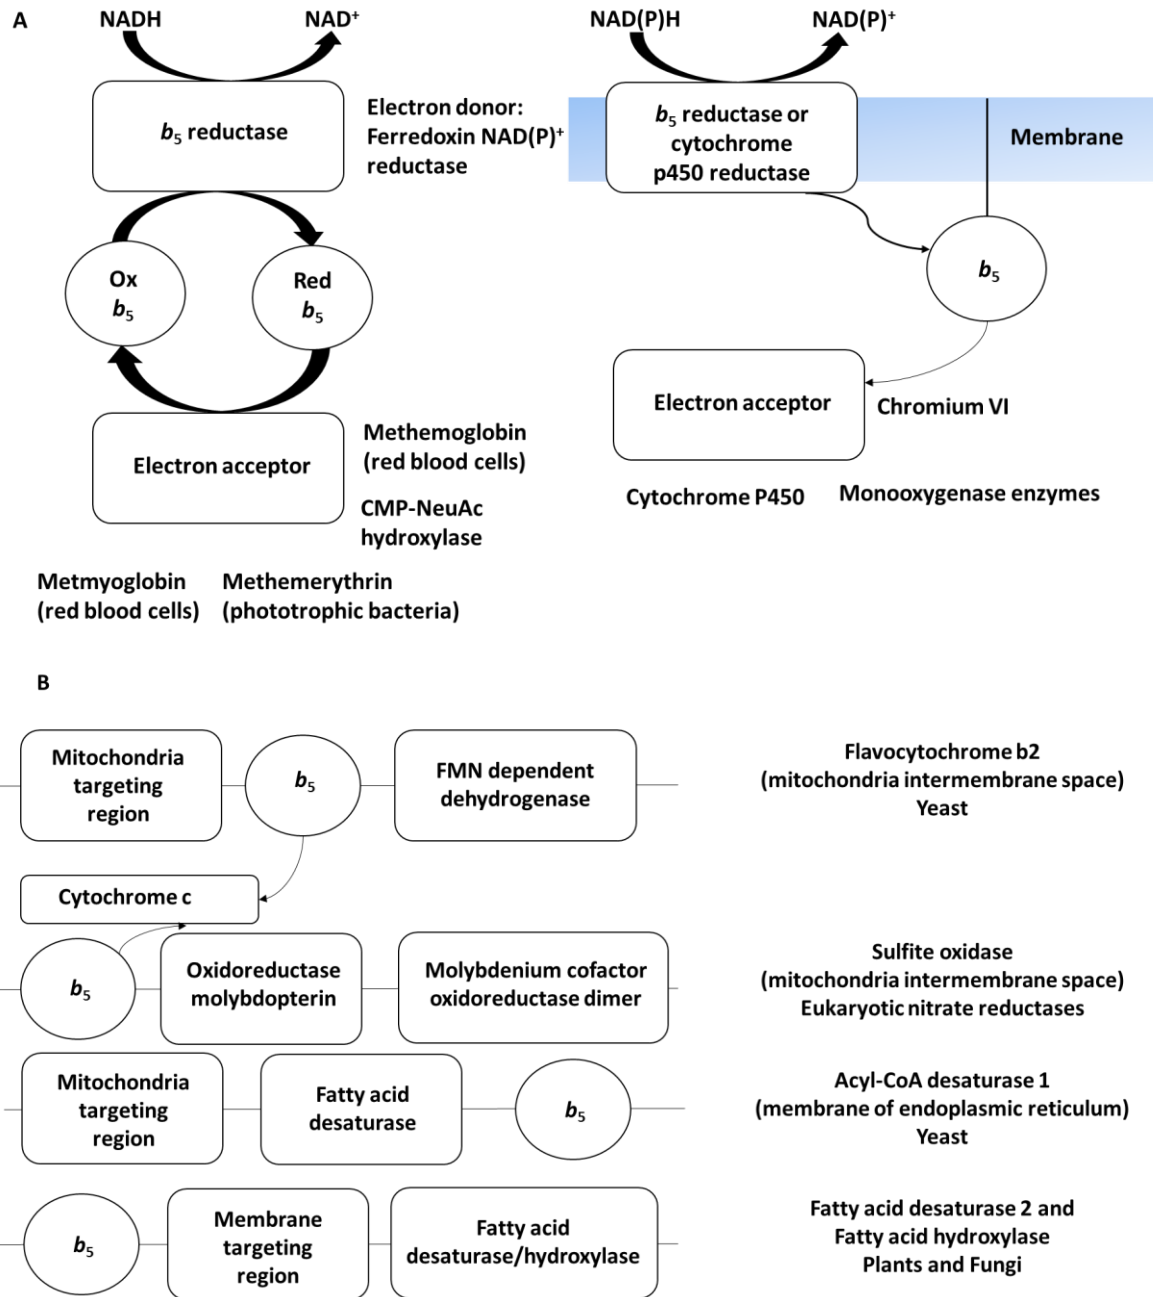 A
NADH
NAD⁺
b₅ reductase
Electron donor:
Ferredoxin NAD(P)⁺
reductase
Ox
b₅
Red
b₅
Electron acceptor
Methemoglobin
(red blood cells)
CMP-NeuAc
hydroxylase
Metmyoglobin
(red blood cells)
Methemerythrin
(phototrophic bacteria)
NAD(P)H
NAD(P)⁺
b₅ reductase or
cytochrome
p450 reductase
Membrane
b₅
Electron acceptor
Chromium VI
Cytochrome P450
Monooxygenase enzymes
B
Mitochondria
targeting
region
b₅
FMN dependent
dehydrogenase
Flavocytochrome b2
(mitochondria intermembrane space)
Yeast
Cytochrome c
b₅
Oxidoreductase
molybdopterin
Molybdenium cofactor
oxidoreductase dimer
Sulfite oxidase
(mitochondria intermembrane space)
Eukaryotic nitrate reductases
Mitochondria
targeting
region
Fatty acid
desaturase
b₅
Acyl-CoA desaturase 1
(membrane of endoplasmic reticulum)
Yeast
b₅
Membrane
targeting
region
Fatty acid
desaturase/hydroxylase
Fatty acid desaturase 2 and
Fatty acid hydroxylase
Plants and Fungi